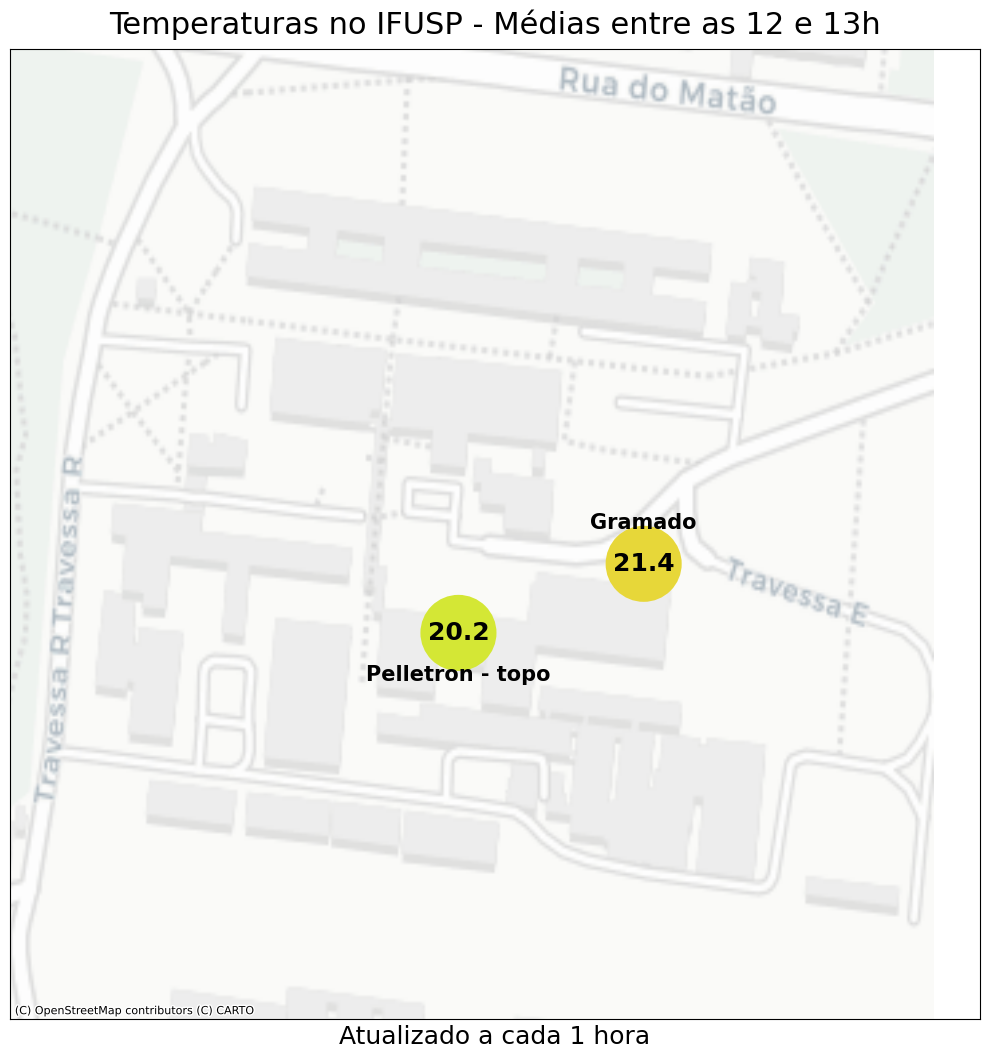 Temperaturas no IFUSP - Médias entre as 12 e 13h
Rua do Matão
Gramado
21.4
Travessa E
20.2
Pelletron - topo
Travessa R Travessa R
(C) OpenStreetMap contributors (C) CARTO
Atualizado a cada 1 hora